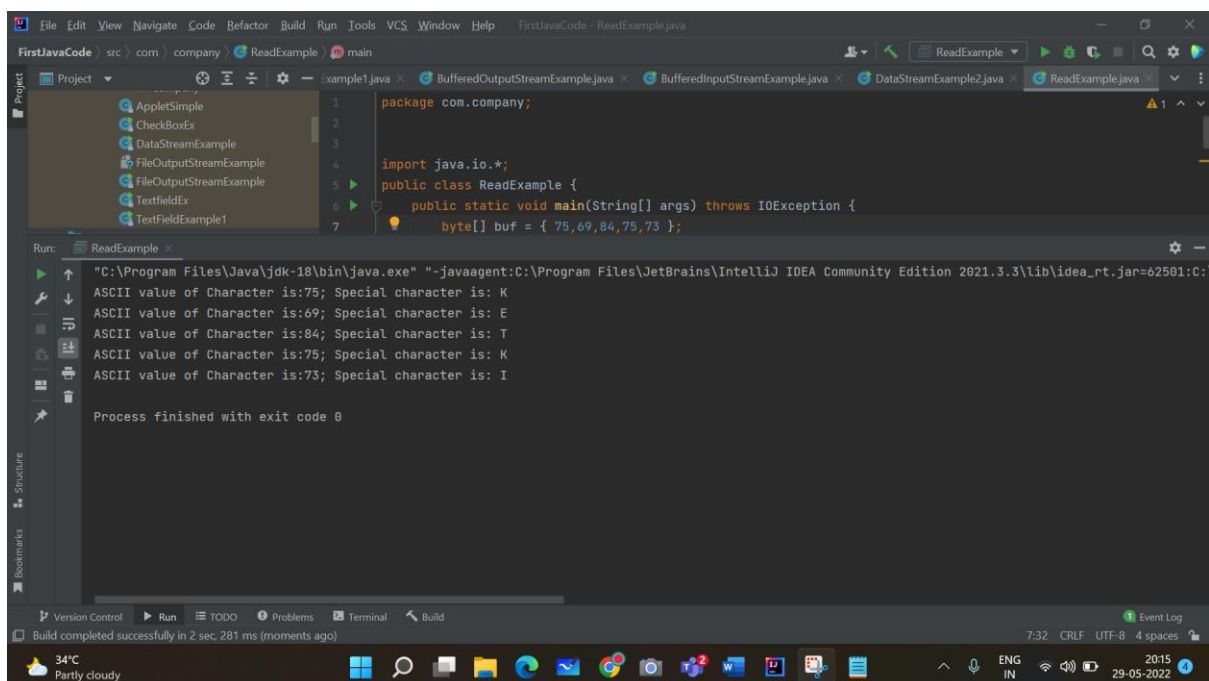 File Edit View Navigate Code Refactor Build Run Tools VCS Window Help FirstJavaCode - ReadExample.java
FirstJavaCode src com company ReadExample main ReadExample
Project Project xample1.java BufferedOutputStreamExample.java BufferedInputStreamExample.java DataStreamExample2.java ReadExample.java
AppletSimple
CheckBoxEx
DataStreamExample
FileOutputStreamExample
FileOutputStreamExample
TextfieldEx
TextFieldExample1
1 package com.company;
2
3
4 import java.io.*;
5 public class ReadExample {
6 public static void main(String[] args) throws IOException {
7 byte[] buf = { 75,69,84,75,73 };
1
Run: ReadExample
"C:\Program Files\Java\jdk-18\bin\java.exe" "-javaagent:C:\Program Files\JetBrains\IntelliJ IDEA Community Edition 2021.3.3\lib\idea_rt.jar=62501:C:
ASCII value of Character is:75; Special character is: K
ASCII value of Character is:69; Special character is: E
ASCII value of Character is:84; Special character is: T
ASCII value of Character is:75; Special character is: K
ASCII value of Character is:73; Special character is: I
Process finished with exit code 0
Structure
Bookmarks
Version Control Run TODO Problems Terminal Build 1 Event Log
Build completed successfully in 2 sec, 281 ms (moments ago) 7:32 CRLF UTF-8 4 spaces
34°C
Partly cloudy
2
ENG
IN
20:15
29-05-2022
4